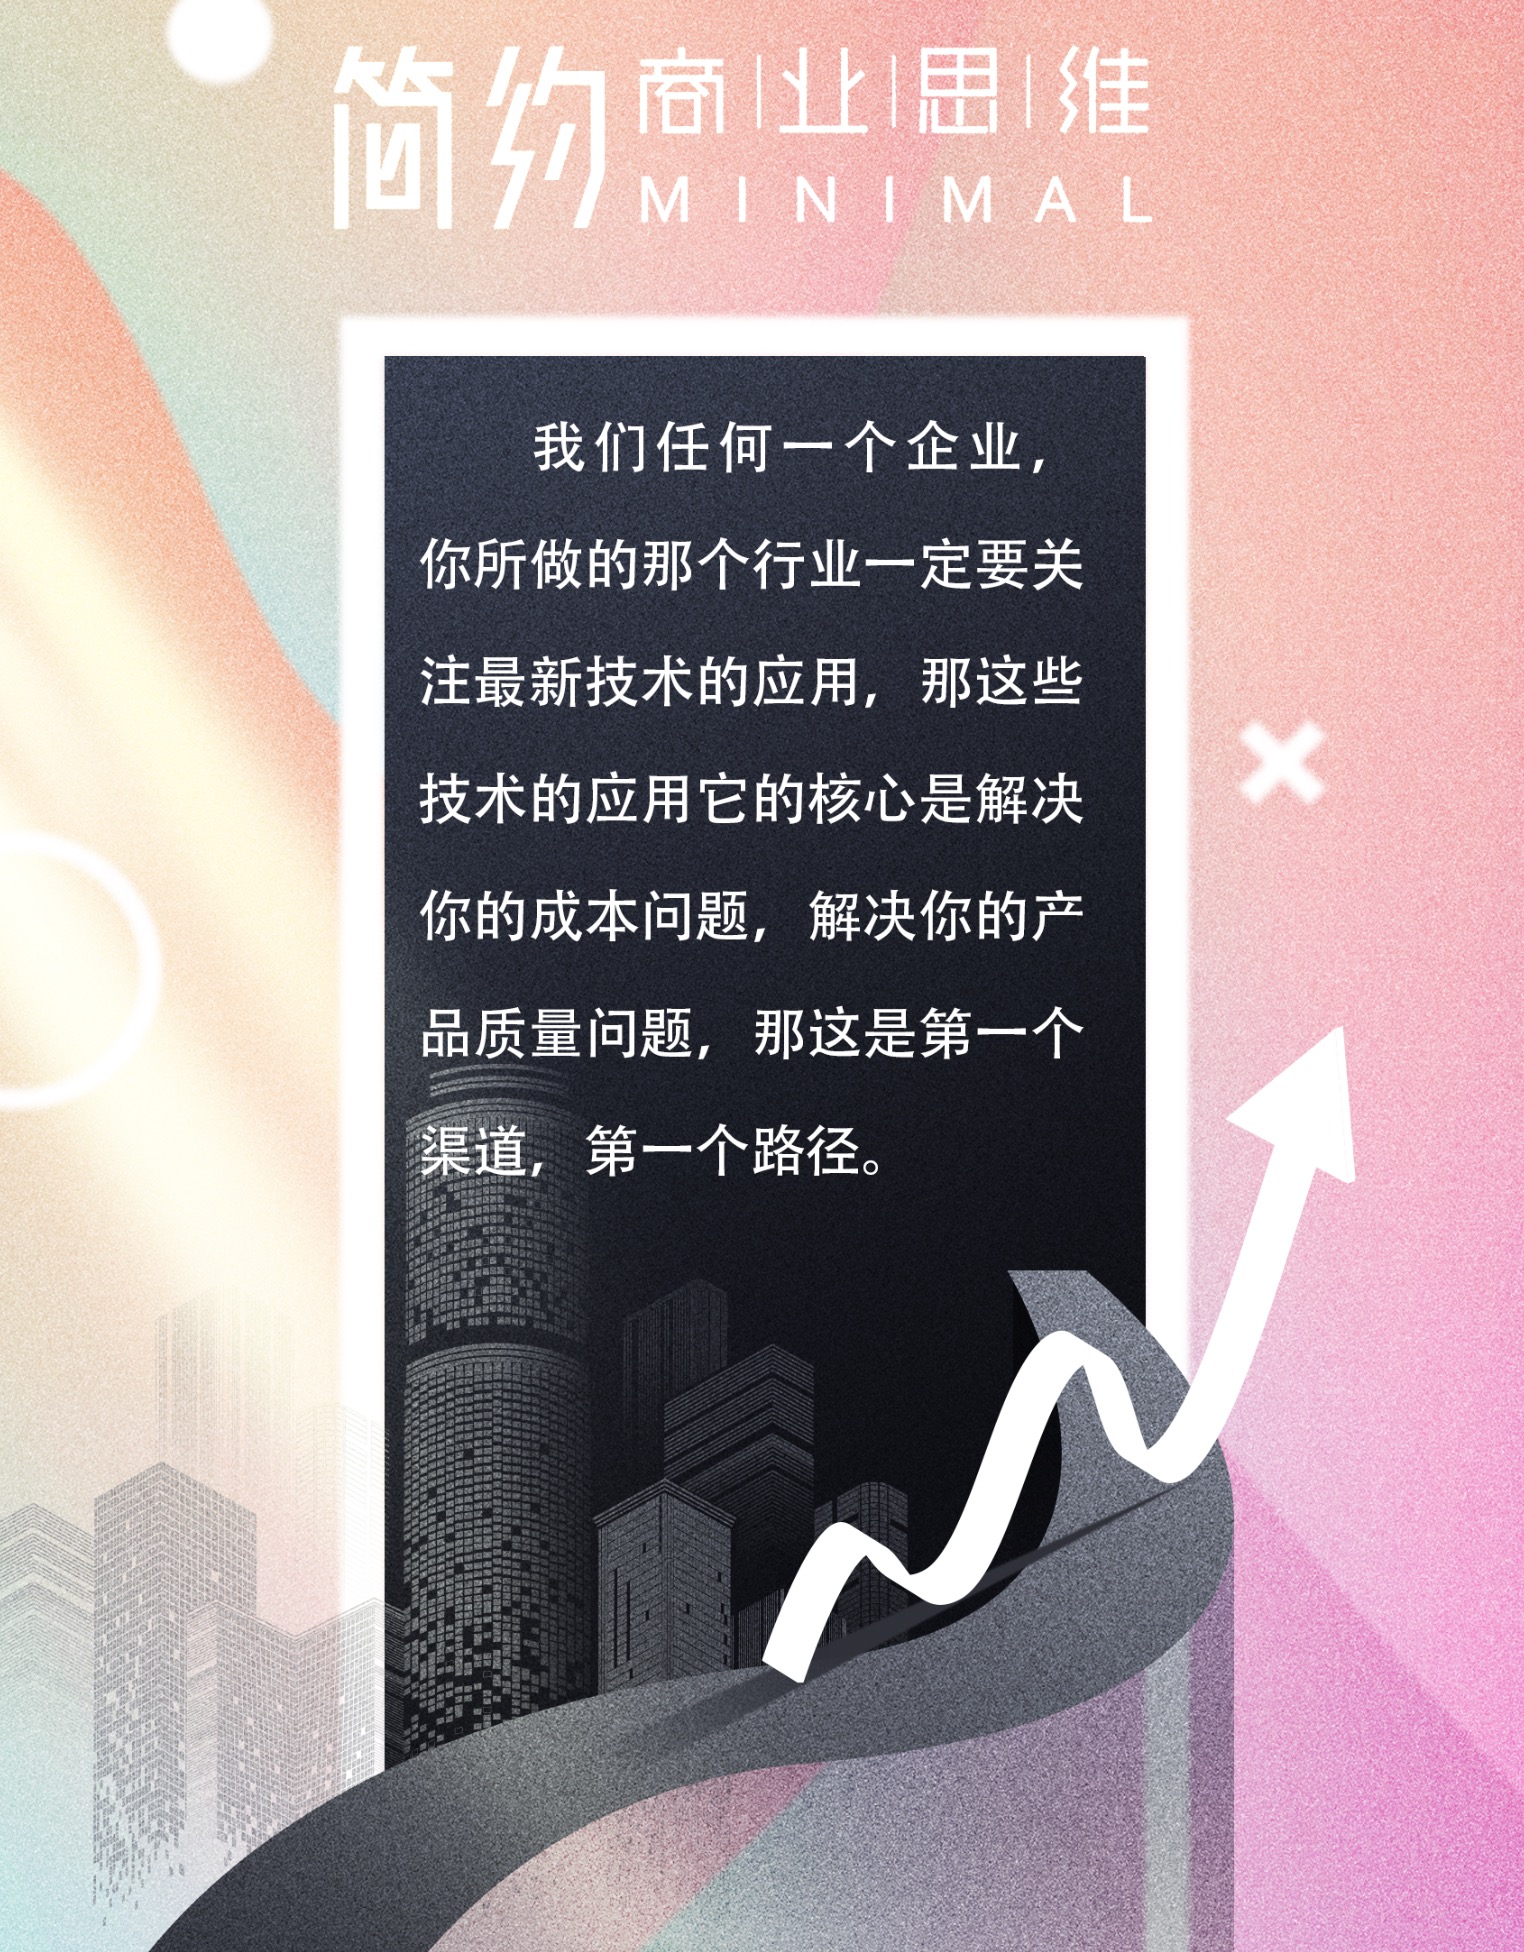 简约
商业思维
MINIMAL
我们任何一个企业，
你所做的那个行业一定要关
注最新技术的应用，那这些
技术的应用它的核心是解决
你的成本问题，解决你的产
品质量问题，那这是第一个
渠道，第一个路径。